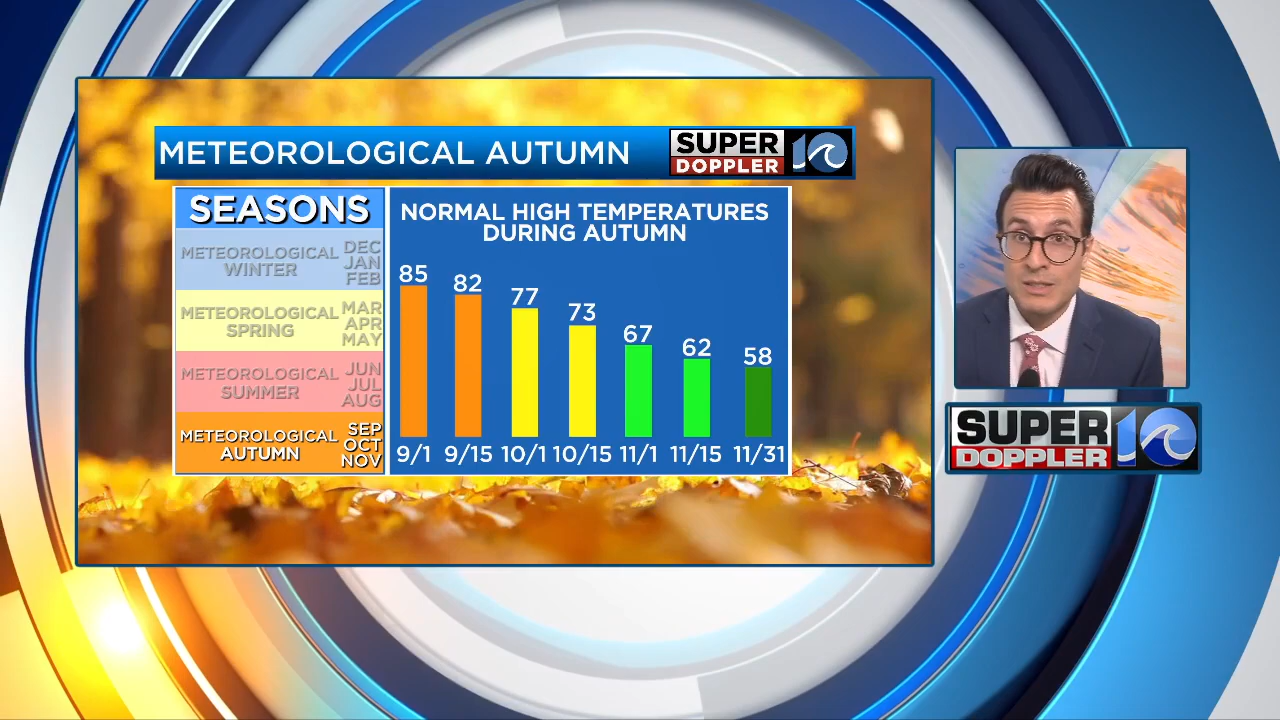 METEOROLOGICAL AUTUMN
SUPER
DOPPLER 10
SEASONS
METEOROLOGICAL
WINTER
DEC
JAN
FEB
METEOROLOGICAL
SPRING
MAR
APR
MAY
METEOROLOGICAL
SUMMER
JUN
JUL
AUG
METEOROLOGICAL
AUTUMN
SEP
OCT
NOV
NORMAL HIGH TEMPERATURES
DURING AUTUMN
85 82 77 73 67 62 58
9/1 9/15 10/1 10/15 11/1 11/15 11/31
SUPER
DOPPLER 10